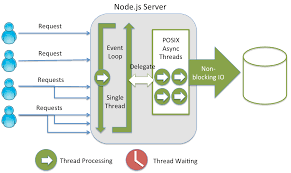 Node.js Server
Request
Request
Requests
Requests
Event
Loop
Single
Thread
Delegate
POSIX
Async
Threads
Non-
blocking IO
Thread Processing
Thread Waiting